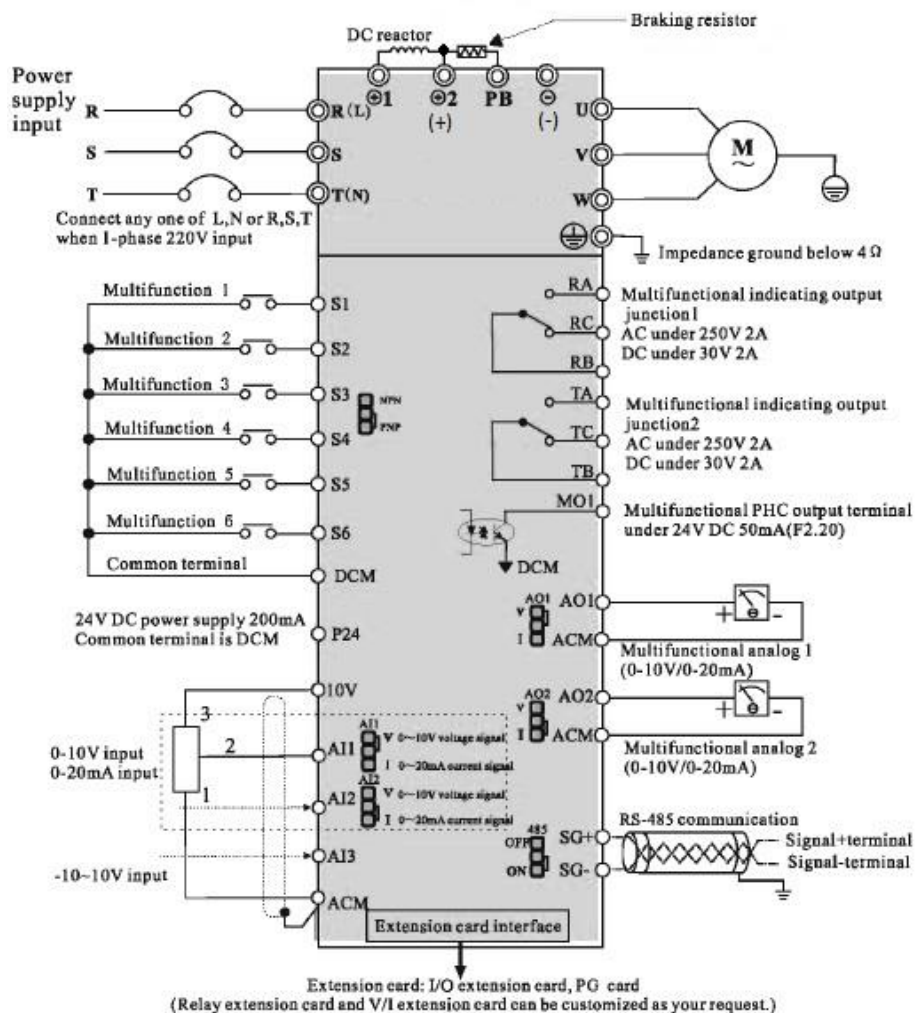 Braking resistor
DC reactor
Power
supply
input
R
S
T
⊕1
⊕2
(+)
PB
⊖
(-)
R(L)
S
T(N)
U
V
W
M
~
Connect any one of L,N or R,S,T
when 1-phase 220V input
Impedance ground below 4Ω
Multifunction 1
Multifunction 2
Multifunction 3
Multifunction 4
Multifunction 5
Multifunction 6
Common terminal
S1
S2
S3
S4
S5
S6
DCM
NPN
PNP
RA
RC
RB
Multifunctional indicating output
junction1
AC under 250V 2A
DC under 30V 2A
TA
TC
TB
Multifunctional indicating output
junction2
AC under 250V 2A
DC under 30V 2A
MO1
Multifunctional PHC output terminal
under 24V DC 50mA(F2.20)
DCM
24V DC power supply 200mA
Common terminal is DCM
P24
AO1
V
I
AO1
ACM
+
-
Multifunctional analog 1
(0-10V/0-20mA)
AO2
V
I
AO2
ACM
+
-
Multifunctional analog 2
(0-10V/0-20mA)
10V
3
2
1
0-10V input
0-20mA input
AI1
AI1
V 0~10V voltage signal
I 0~20mA current signal
AI2
AI2
V 0~10V voltage signal
I 0~20mA current signal
AI3
-10~10V input
ACM
485
OFF
ON
SG+
SG-
RS-485 communication
Signal+terminal
Signal-terminal
Extension card interface
Extension card: I/O extension card, PG card
(Relay extension card and V/I extension card can be customized as your request.)